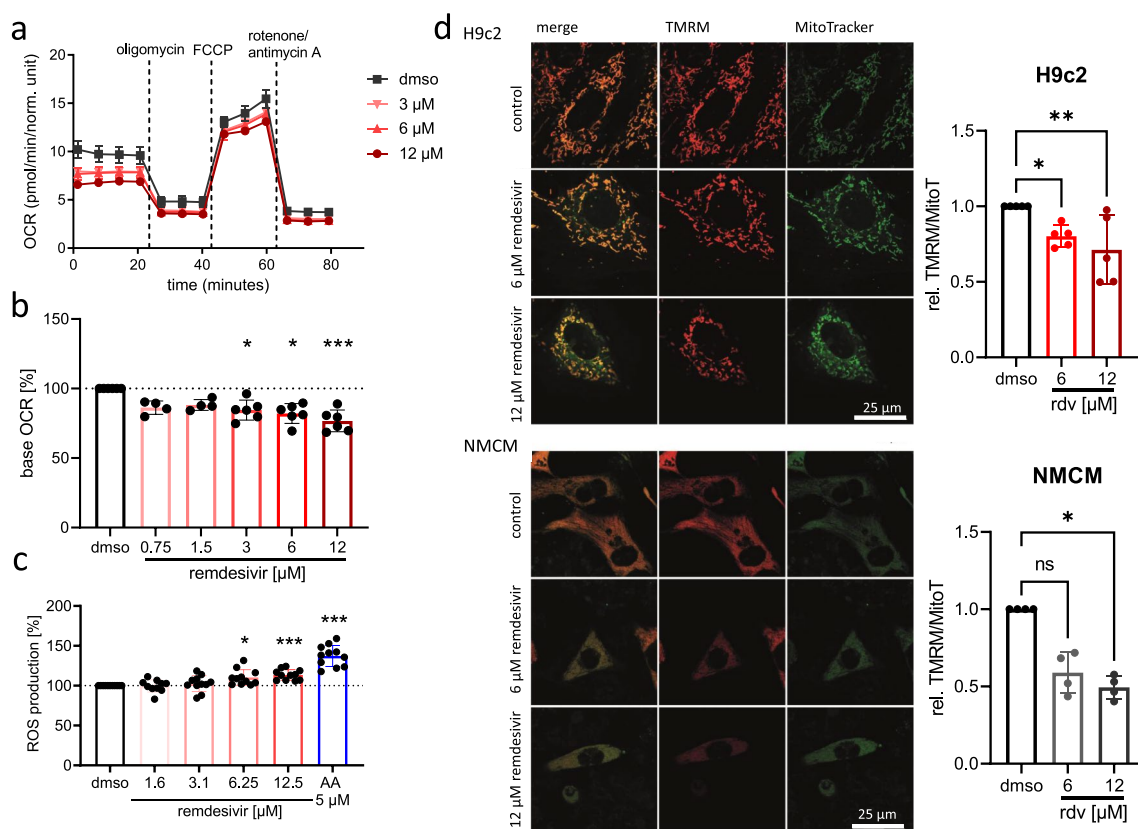 a
oligomycin
FCCP
rotenone/
antimycin A
dmso
3 µM
6 µM
12 µM
OCR (pmol/min/norm. unit)
20
15
10
5
0
0
20
40
60
80
time (minutes)
b
base OCR [%]
150
100
50
0
*
*
***
dmso
0.75
1.5
3
6
12
remdesivir [µM]
c
ROS production [%]
200
150
100
50
0
*
***
***
dmso
1.6
3.1
6.25
12.5
AA
5 µM
remdesivir [µM]
d
H9c2
merge
TMRM
MitoTracker
control
6 µM remdesivir
12 µM remdesivir
25 µm
H9c2
rel. TMRM/MitoT
1.5
1.0
0.5
0.0
**
*
dmso
6
12
rdv [µM]
NMCM
control
6 µM remdesivir
12 µM remdesivir
25 µm
NMCM
rel. TMRM/MitoT
1.5
1.0
0.5
0.0
*
ns
dmso
6
12
rdv [µM]